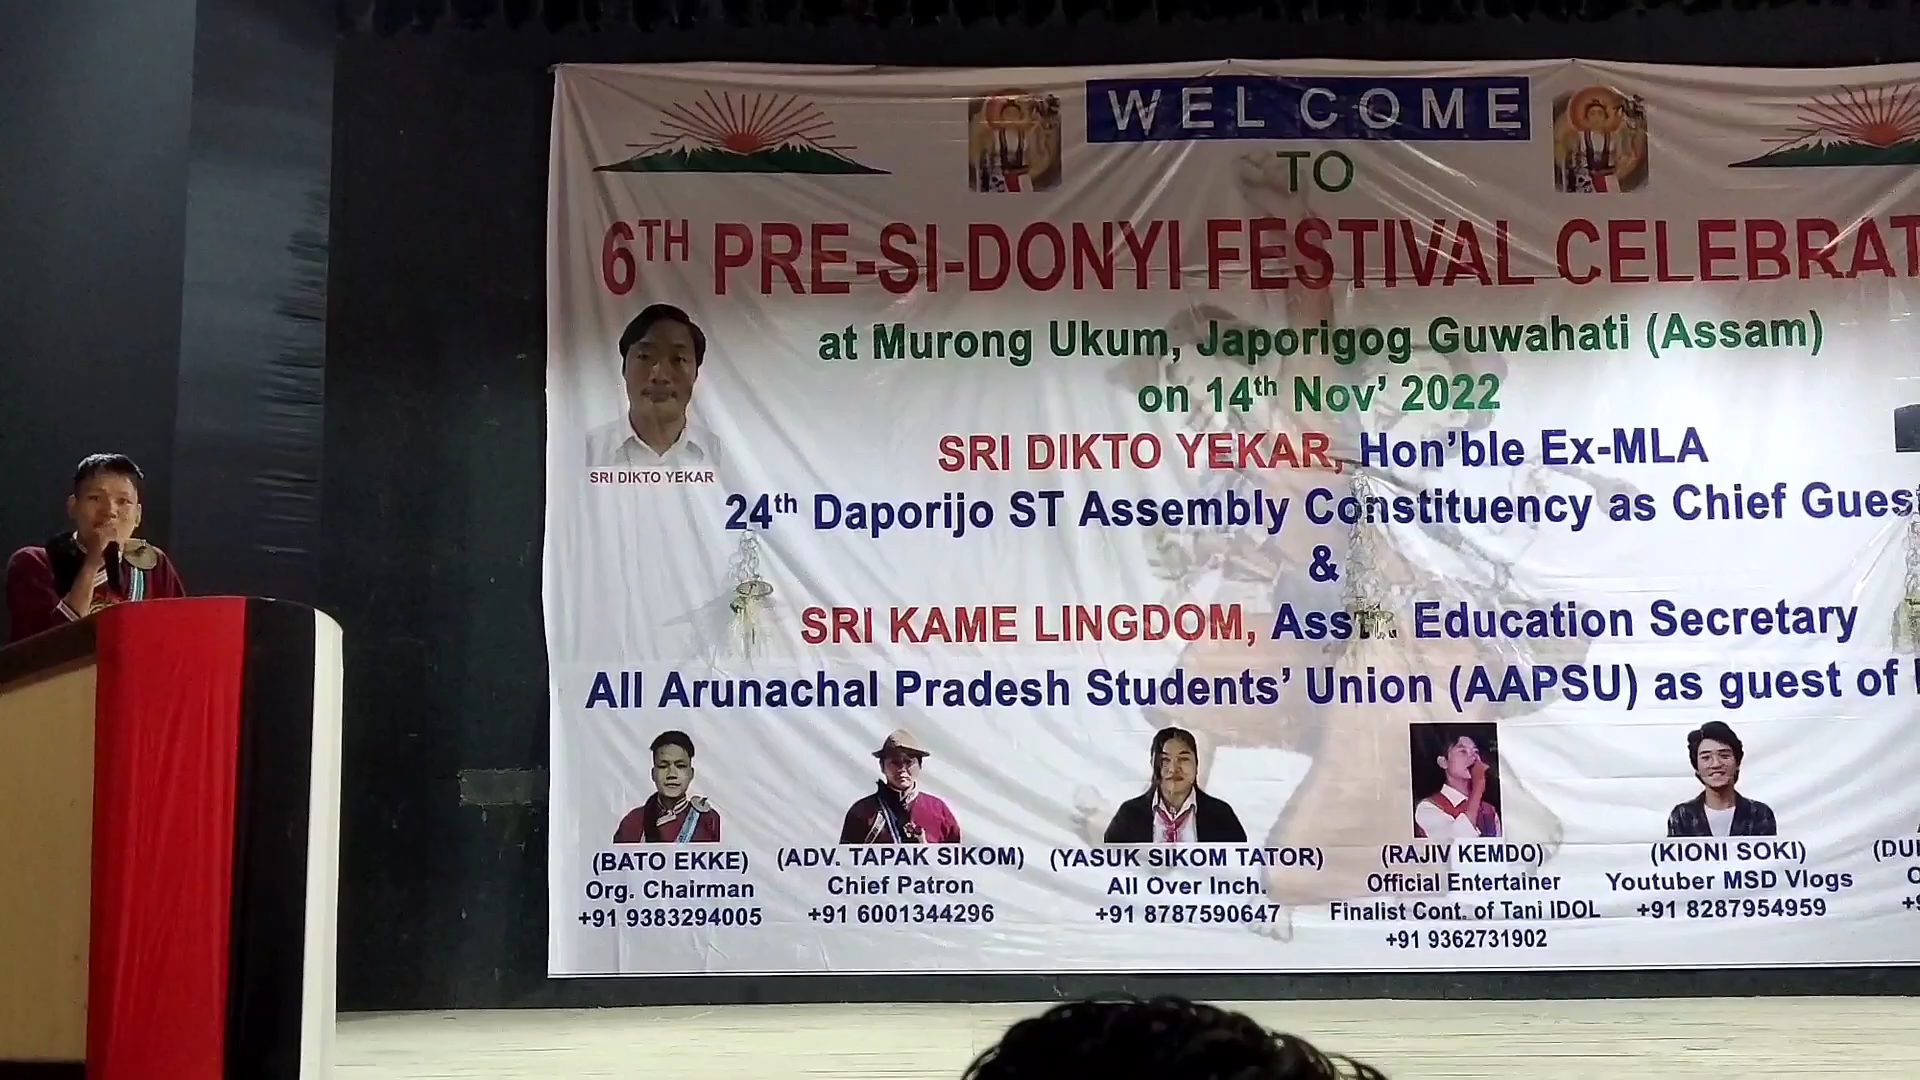 WELCOME
TO
6TH PRE-SI-DONYI FESTIVAL CELEBRAT
at Murong Ukum, Japorigog Guwahati (Assam)
on 14th Nov' 2022
SRI DIKTO YEKAR, Hon'ble Ex-MLA
SRI DIKTO YEKAR
24th Daporijo ST Assembly Constituency as Chief Guest
&
SRI KAME LINGDOM, Asstt. Education Secretary
All Arunachal Pradesh Students' Union (AAPSU) as guest of
(BATO EKKE)
Org. Chairman
+91 9383294005
(ADV. TAPAK SIKOM)
Chief Patron
+91 6001344296
(YASUK SIKOM TATOR)
All Over Inch.
+91 8787590647
(RAJIV KEMDO)
Official Entertainer
Finalist Cont. of Tani IDOL
+91 9362731902
(KIONI SOKI)
Youtuber MSD Vlogs
+91 8287954959